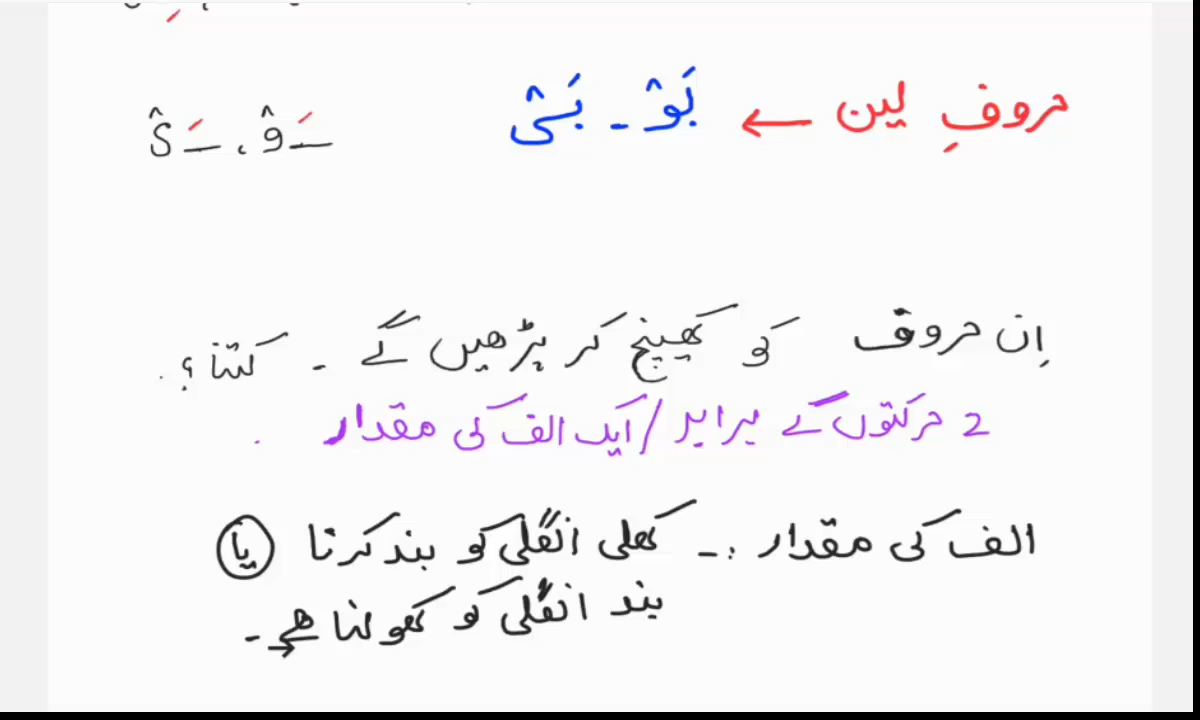 حروفِ لین ← بَوْ ۔ بَیْ ـَوْ ، ـَیْ
اِن حروف کو کھینچ کر پڑھیں گے ۔ کتنا ؟
2 حرکتوں کے برابر / ایک الف کی مقدار ۔
الف کی مقدار :۔ کھلی انگلی کو بند کرنا یا
بند انگلی کو کھولنا ہے ۔